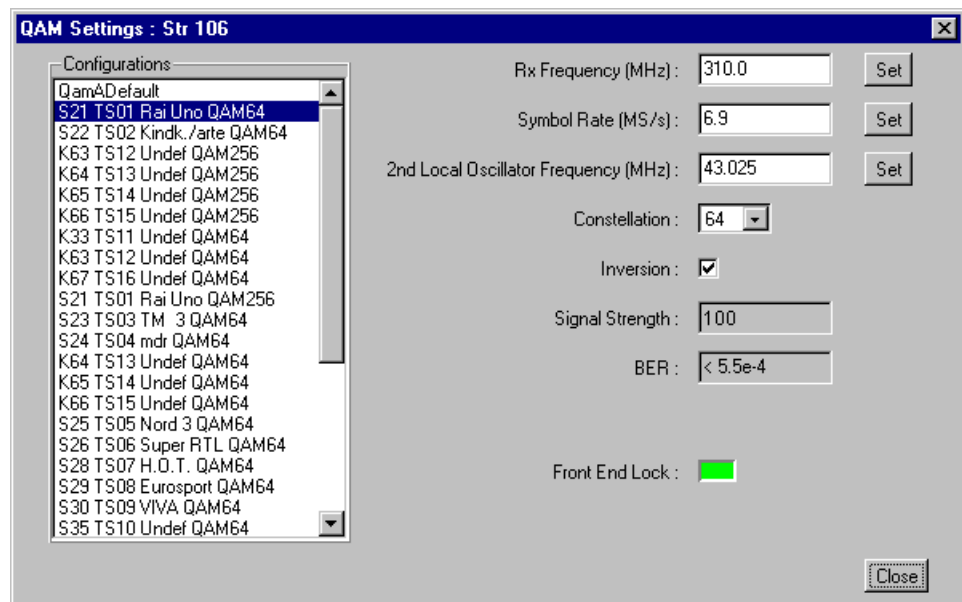 QAM Settings : Str 106
Configurations
QamADefault
S21 TS01 Rai Uno QAM64
S22 TS02 Kindk./arte QAM64
K63 TS12 Undef QAM256
K64 TS13 Undef QAM256
K65 TS14 Undef QAM256
K66 TS15 Undef QAM256
K33 TS11 Undef QAM64
K63 TS12 Undef QAM64
K67 TS16 Undef QAM64
S21 TS01 Rai Uno QAM256
S23 TS03 TM 3 QAM64
S24 TS04 mdr QAM64
K64 TS13 Undef QAM64
K65 TS14 Undef QAM64
K66 TS15 Undef QAM64
S25 TS05 Nord 3 QAM64
S26 TS06 Super RTL QAM64
S28 TS07 H.O.T. QAM64
S29 TS08 Eurosport QAM64
S30 TS09 VIVA QAM64
S35 TS10 Undef QAM64
Rx Frequency (MHz) : 310.0 Set
Symbol Rate (MS/s) : 6.9 Set
2nd Local Oscillator Frequency (MHz) : 43.025 Set
Constellation : 64
Inversion :
Signal Strength : 100
BER : < 5.5e-4
Front End Lock :
Close